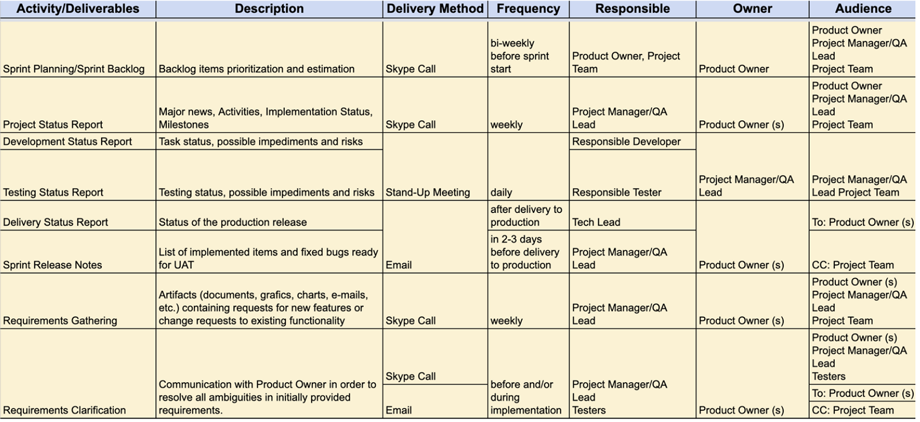 Activity/Deliverables Description Delivery Method Frequency Responsible Owner Audience
Sprint Planning/Sprint Backlog
Backlog items prioritization and estimation
Skype Call
bi-weekly
before sprint
start
Product Owner, Project
Team
Product Owner
Product Owner
Project Manager/QA
Lead
Project Team
Project Status Report
Major news, Activities, Implementation Status,
Milestones
Skype Call
weekly
Project Manager/QA
Lead
Product Owner (s)
Product Owner
Project Manager/QA
Lead
Project Team
Development Status Report
Task status, possible impediments and risks
Responsible Developer
Testing Status Report
Testing status, possible impediments and risks
Stand-Up Meeting
daily
Responsible Tester
Project Manager/QA
Lead
Project Manager/QA
Lead Project Team
Delivery Status Report
Status of the production release
after delivery to
production
Tech Lead
To: Product Owner (s)
Sprint Release Notes
List of implemented items and fixed bugs ready
for UAT
Email
in 2-3 days
before delivery
to production
Project Manager/QA
Lead
Product Owner (s)
CC: Project Team
Requirements Gathering
Artifacts (documents, grafics, charts, e-mails,
etc.) containing requests for new features or
change requests to existing functionality
Skype Call
weekly
Project Manager/QA
Lead
Product Owner (s)
Product Owner (s)
Project Manager/QA
Lead
Project Team
Requirements Clarification
Communication with Product Owner in order to
resolve all ambiguities in initially provided
requirements.
Skype Call
Email
before and/or
during
implementation
Project Manager/QA
Lead
Testers
Product Owner (s)
Product Owner (s)
Project Manager/QA
Lead
Testers
To: Product Owner (s)
CC: Project Team